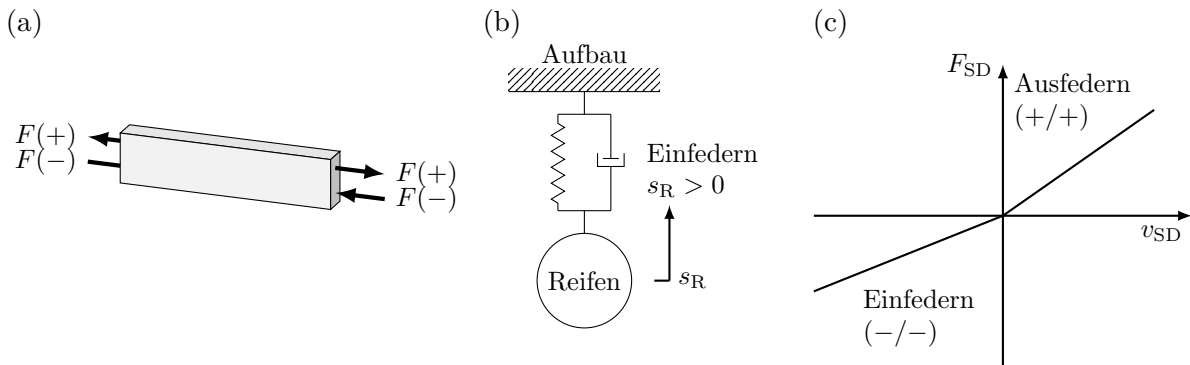 (a)
F(+)
F(−)
F(+)
F(−)
(b)
Aufbau
Einfedern
s_R > 0
Reifen
s_R
(c)
F_SD
Ausfedern
(+/+)
v_SD
Einfedern
(−/−)